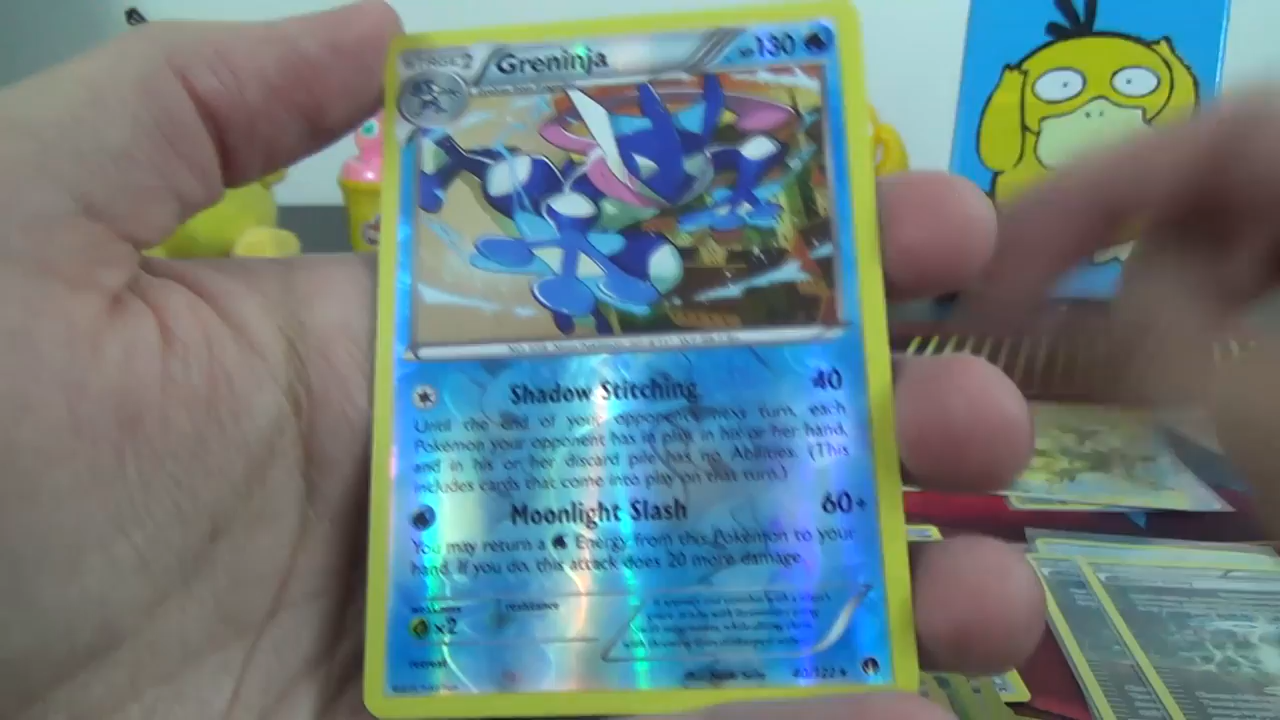 STAGE2 Greninja HP130
Shadow Stitching 40
Until the end of your opponent's next turn, each
Pokémon your opponent has in play, in his or her hand,
and in his or her discard pile has no Abilities. (This
includes cards that come into play on that turn.)
Moonlight Slash 60+
You may return a Energy from this Pokémon to your
hand. If you do, this attack does 20 more damage.
weakness resistance
×2
retreat
40/122